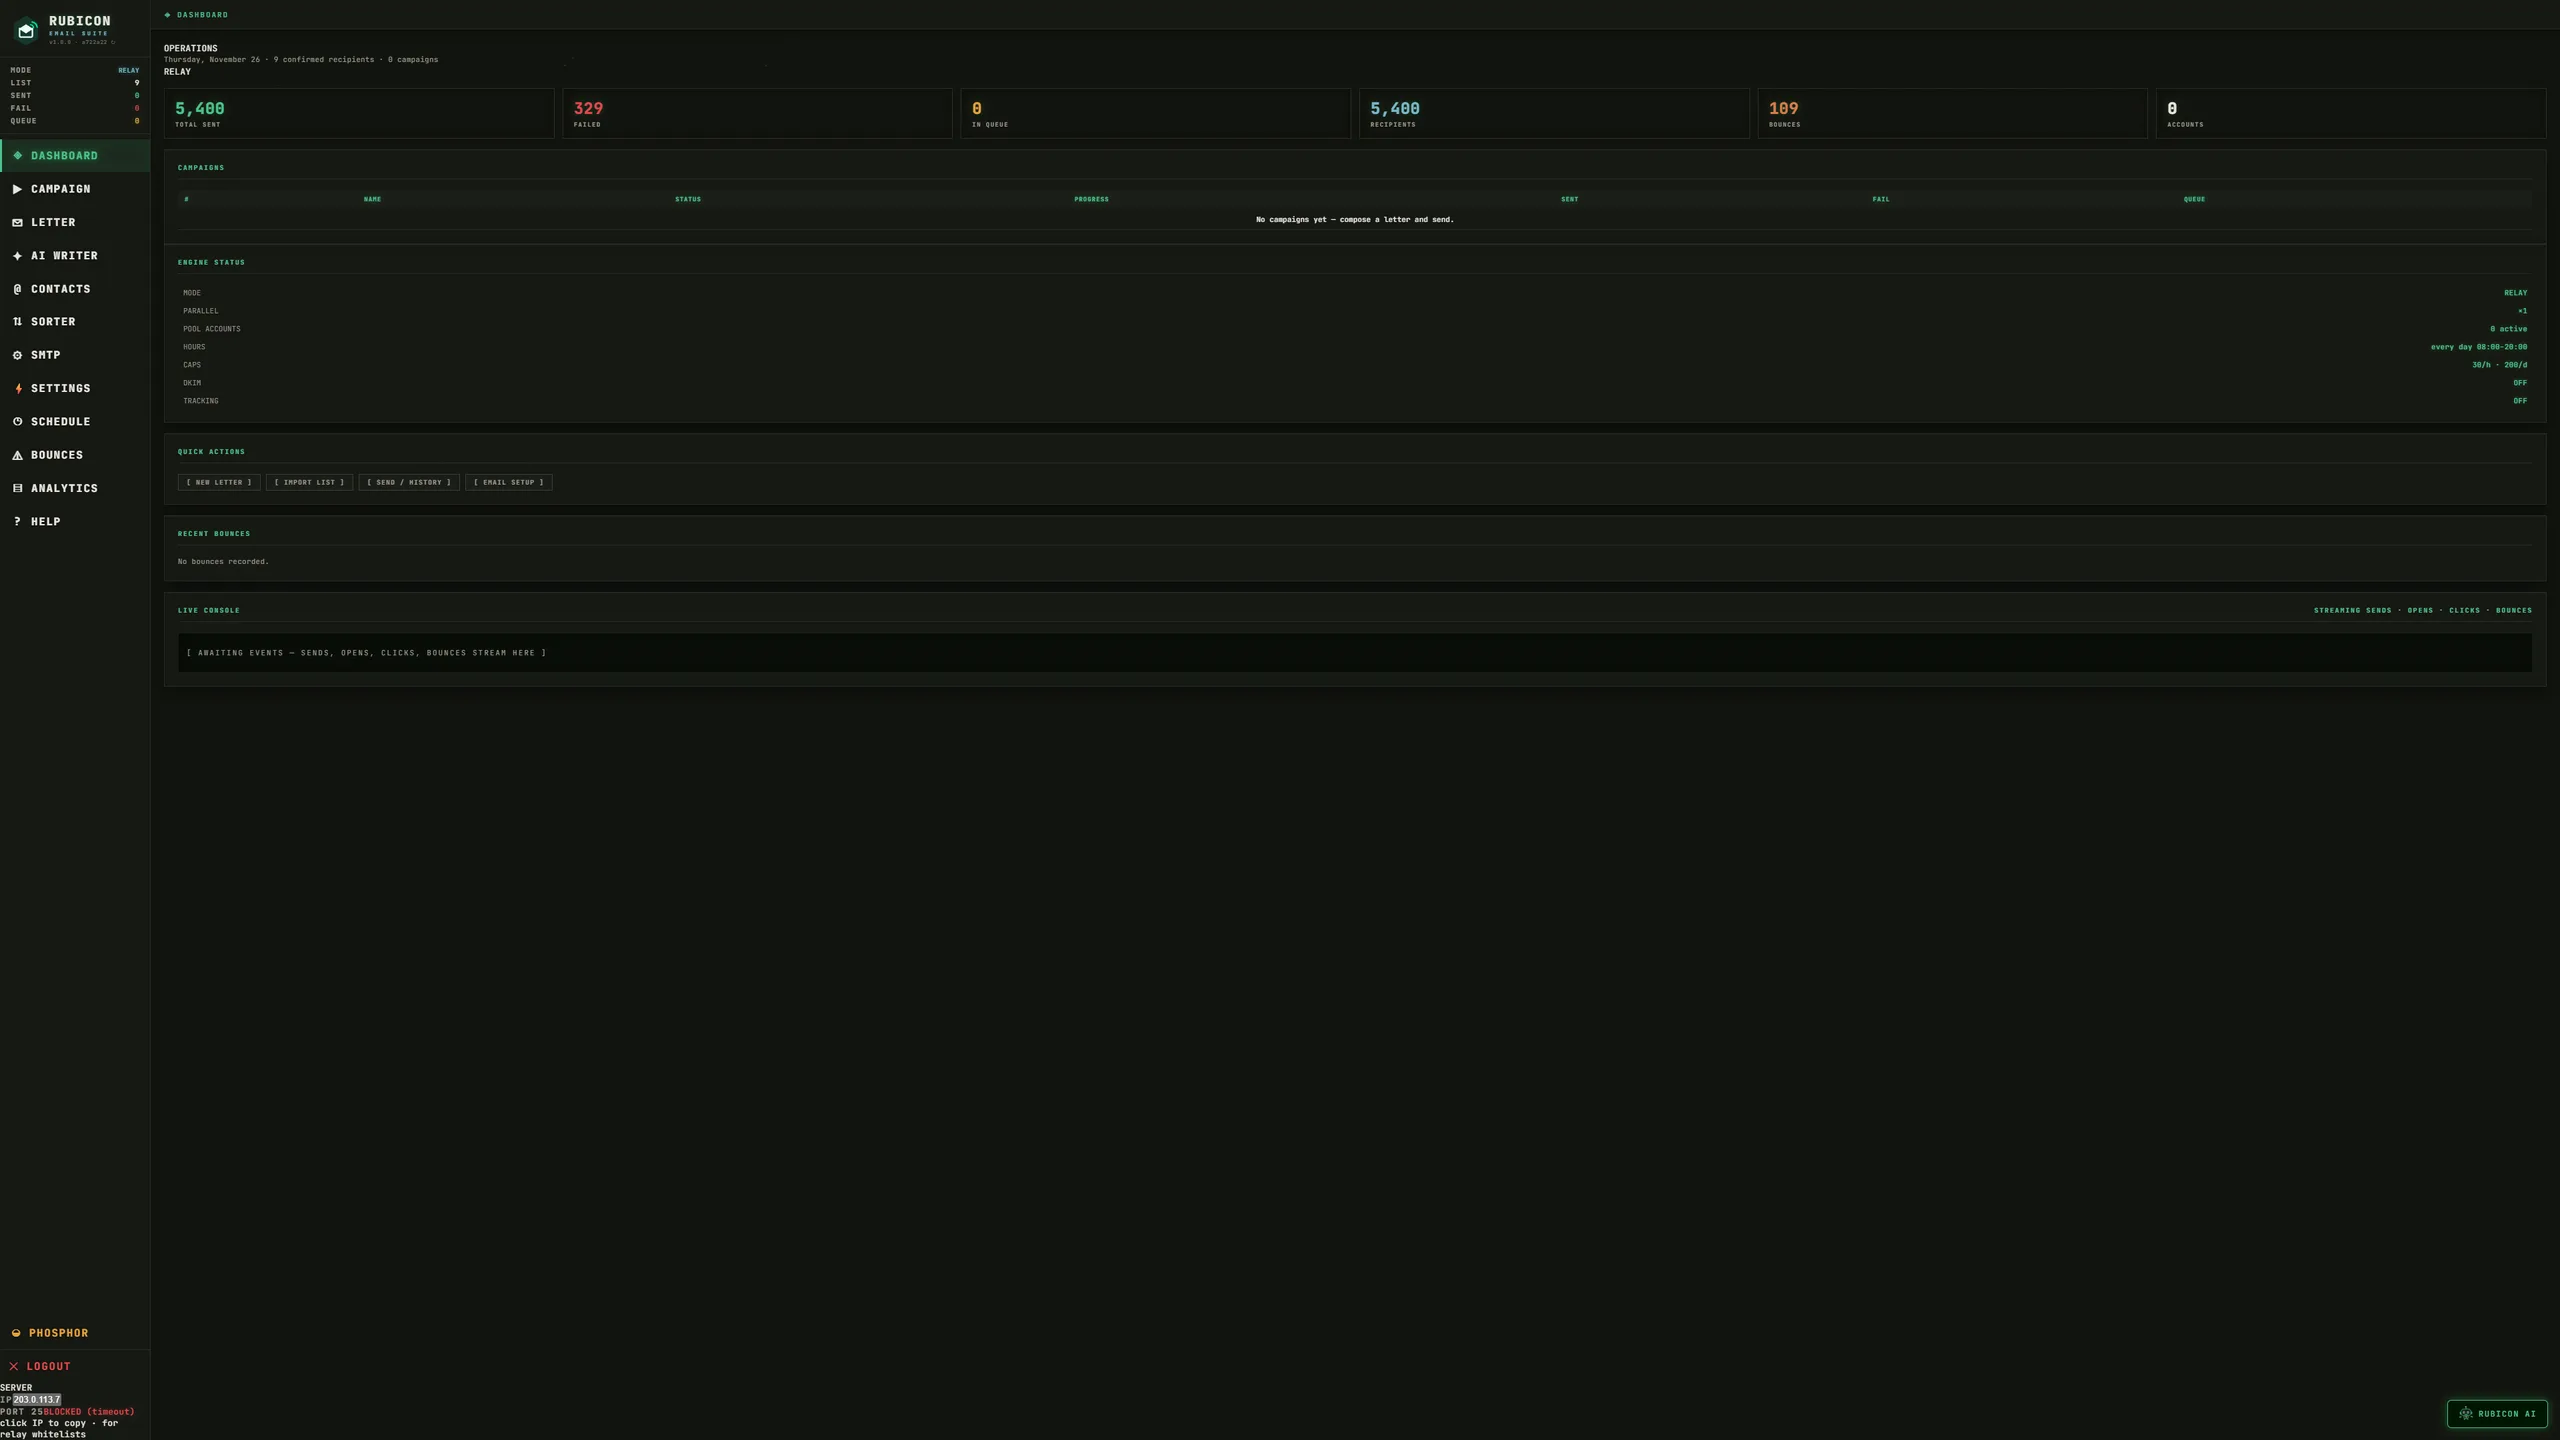 RUBICON
EMAIL SUITE
MODE RELAY
LIST 9
SENT 0
FAIL 0
QUEUE 0
DASHBOARD
CAMPAIGN
LETTER
AI WRITER
@ CONTACTS
SORTER
SMTP
SETTINGS
SCHEDULE
BOUNCES
ANALYTICS
? HELP
PHOSPHOR
LOGOUT
SERVER
IP 203.0.113.7
PORT 25 BLOCKED (timeout)
click IP to copy · for
relay whitelists
DASHBOARD
OPERATIONS
Thursday, November 26 · 9 confirmed recipients · 0 campaigns
RELAY
5,400
TOTAL SENT
329
FAILED
0
IN QUEUE
5,400
RECIPIENTS
109
BOUNCES
0
ACCOUNTS
CAMPAIGNS
# NAME STATUS PROGRESS SENT FAIL QUEUE
No campaigns yet — compose a letter and send.
ENGINE STATUS
MODE RELAY
PARALLEL ×1
POOL ACCOUNTS 0 active
HOURS every day 08:00-20:00
CAPS 30/h · 200/d
DKIM OFF
TRACKING OFF
QUICK ACTIONS
[ NEW LETTER ] [ IMPORT LIST ] [ SEND / HISTORY ] [ EMAIL SETUP ]
RECENT BOUNCES
No bounces recorded.
LIVE CONSOLE STREAMING SENDS · OPENS · CLICKS · BOUNCES
[ AWAITING EVENTS — SENDS, OPENS, CLICKS, BOUNCES STREAM HERE ]
RUBICON AI